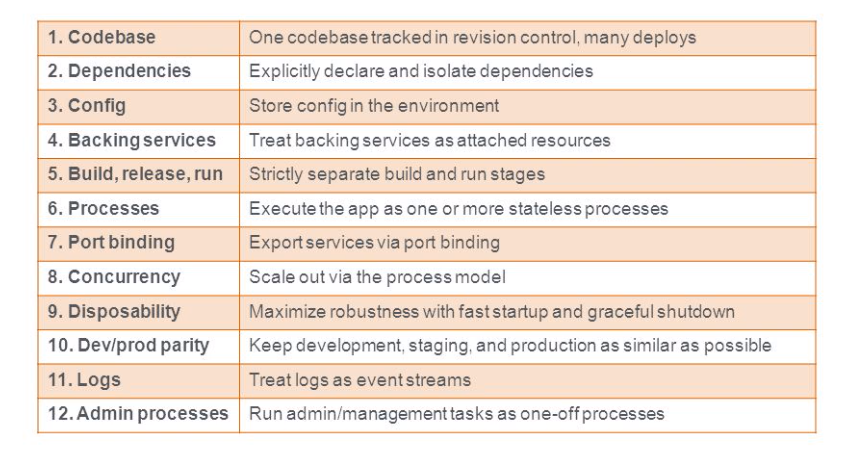 1. Codebase One codebase tracked in revision control, many deploys
2. Dependencies Explicitly declare and isolate dependencies
3. Config Store config in the environment
4. Backing services Treat backing services as attached resources
5. Build, release, run Strictly separate build and run stages
6. Processes Execute the app as one or more stateless processes
7. Port binding Export services via port binding
8. Concurrency Scale out via the process model
9. Disposability Maximize robustness with fast startup and graceful shutdown
10. Dev/prod parity Keep development, staging, and production as similar as possible
11. Logs Treat logs as event streams
12. Admin processes Run admin/management tasks as one-off processes